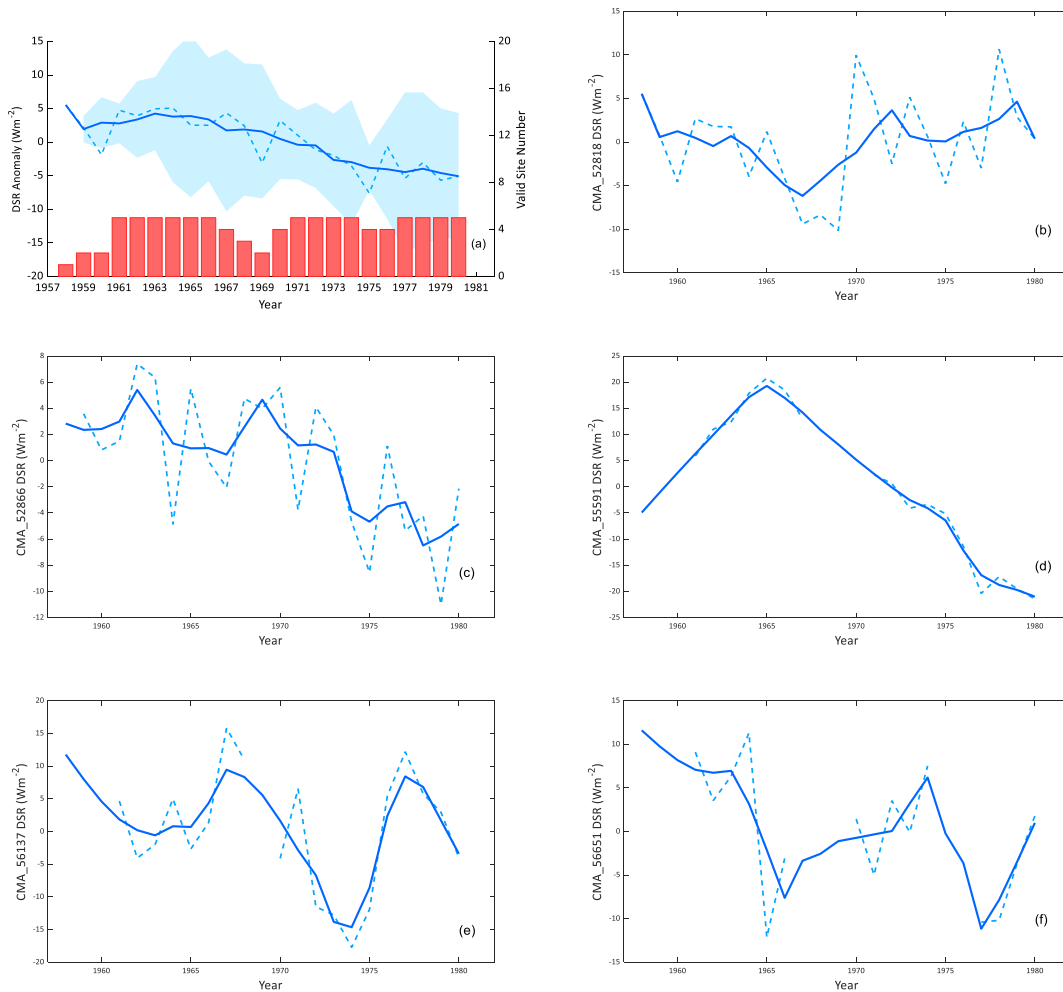 15
10
5
0
-5
-10
-15
-20
DSR Anomaly (Wm⁻²)
20
16
12
8
4
0
Valid Site Number
(a)
1957 1959 1961 1963 1965 1967 1969 1971 1973 1975 1977 1979 1981
Year
15
10
5
0
-5
-10
-15
CMA_52818 DSR (Wm⁻²)
(b)
1960 1965 1970 1975 1980
Year
8
6
4
2
0
-2
-4
-6
-8
-10
-12
CMA_52866 DSR (Wm⁻²)
(c)
1960 1965 1970 1975 1980
Year
25
20
15
10
5
0
-5
-10
-15
-20
-25
CMA_55591 DSR (Wm⁻²)
(d)
1960 1965 1970 1975 1980
Year
20
15
10
5
0
-5
-10
-15
-20
CMA_56137 DSR (Wm⁻²)
(e)
1960 1965 1970 1975 1980
Year
15
10
5
0
-5
-10
-15
CMA_56651 DSR (Wm⁻²)
(f)
1960 1965 1970 1975 1980
Year